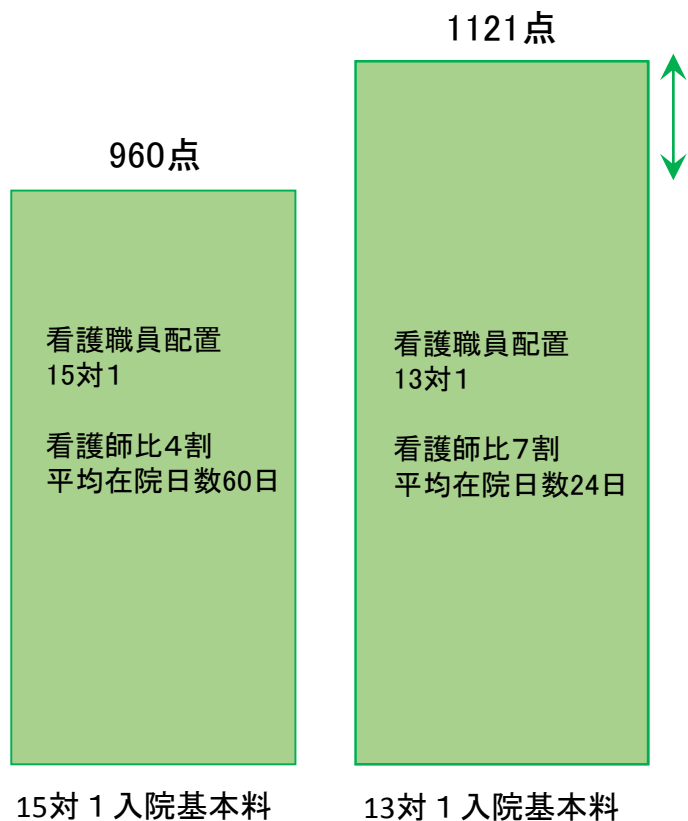 1121点
960点
看護職員配置
15対1
看護師比4割
平均在院日数60日
看護職員配置
13対1
看護師比7割
平均在院日数24日
15対１入院基本料
13対１入院基本料